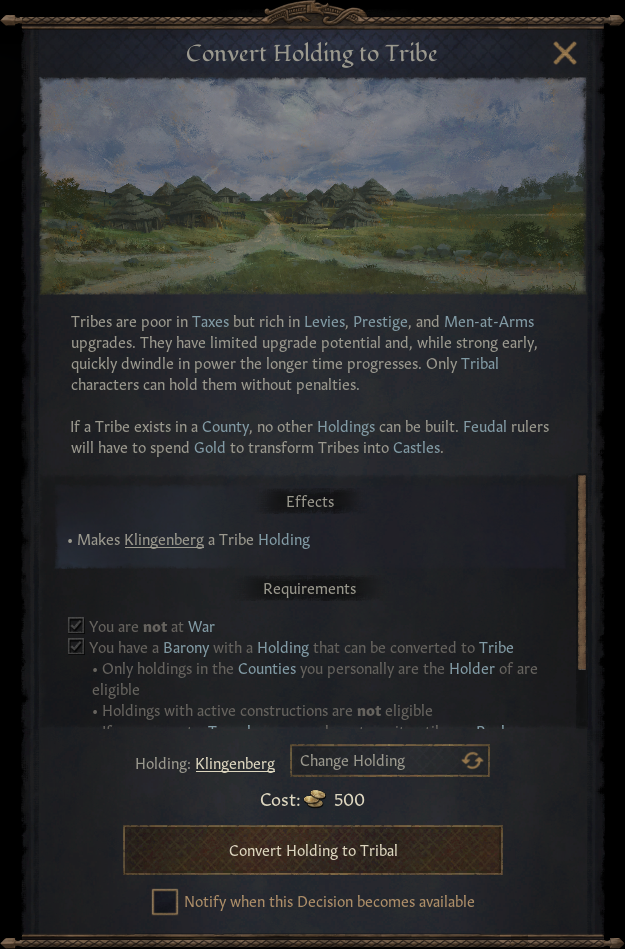 Convert Holding to Tribe
Tribes are poor in Taxes but rich in Levies, Prestige, and Men-at-Arms
upgrades. They have limited upgrade potential and, while strong early,
quickly dwindle in power the longer time progresses. Only Tribal
characters can hold them without penalties.
If a Tribe exists in a County, no other Holdings can be built. Feudal rulers
will have to spend Gold to transform Tribes into Castles.
Effects
• Makes Klingenberg a Tribe Holding
Requirements
You are not at War
You have a Barony with a Holding that can be converted to Tribe
• Only holdings in the Counties you personally are the Holder of are
eligible
• Holdings with active constructions are not eligible
Holding: Klingenberg Change Holding
Cost: 500
Convert Holding to Tribal
Notify when this Decision becomes available